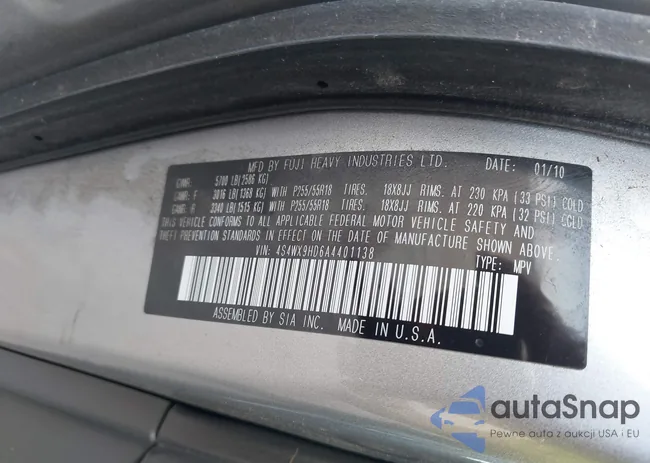 MFD BY FUJI HEAVY INDUSTRIES LTD. DATE: 01/10
GVWR: 5700 LB(2586 KG)
GAWR: F 3016 LB(1368 KG)WITH P255/55R18 TIRES. 18X8JJ RIMS. AT 230 KPA (33 PSI)COLD
GAWR: R 3340 LB(1515 KG)WITH P255/55R18 TIRES. 18X8JJ RIMS. AT 220 KPA (32 PSI)COLD
THIS VEHICLE CONFORMS TO ALL APPLICABLE FEDERAL MOTOR VEHICLE SAFETY AND
THEFT PREVENTION STANDARDS IN EFFECT ON THE DATE OF MANUFACTURE SHOWN ABOVE.
VIN: 4S4WX9HD6A4401138 TYPE: MPV
ASSEMBLED BY SIA INC. MADE IN U.S.A.
autaSnap
Pewne auta z aukcji USA i EU